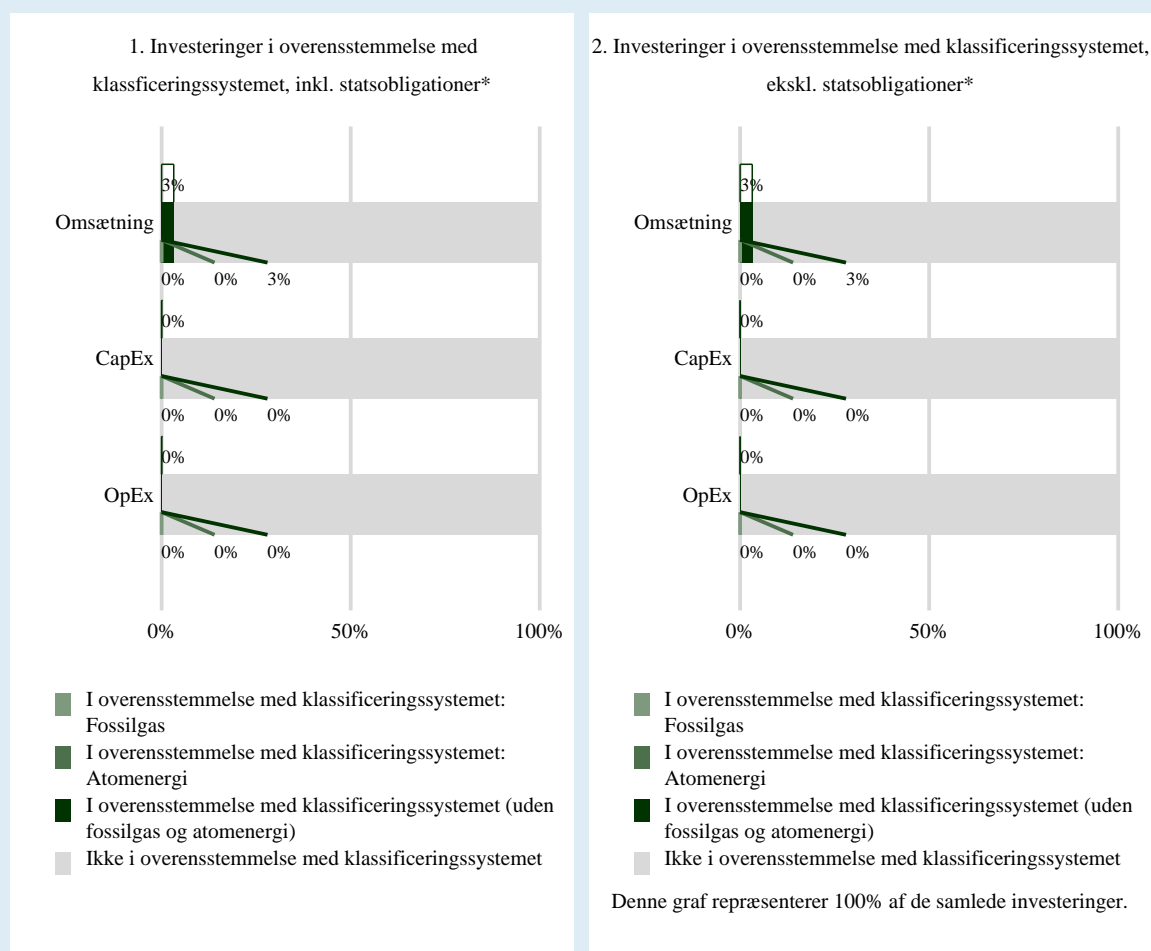 1. Investeringer i overensstemmelse med
klassficeringssystemet, inkl. statsobligationer*
3%
Omsætning
0% 0% 3%
0%
CapEx
0% 0% 0%
0%
OpEx
0% 0% 0%
0% 50% 100%
I overensstemmelse med klassificeringssystemet:
Fossilgas
I overensstemmelse med klassificeringssystemet:
Atomenergi
I overensstemmelse med klassificeringssystemet (uden
fossilgas og atomenergi)
Ikke i overensstemmelse med klassificeringssystemet
2. Investeringer i overensstemmelse med klassificeringssystemet,
ekskl. statsobligationer*
3%
Omsætning
0% 0% 3%
0%
CapEx
0% 0% 0%
0%
OpEx
0% 0% 0%
0% 50% 100%
I overensstemmelse med klassificeringssystemet:
Fossilgas
I overensstemmelse med klassificeringssystemet:
Atomenergi
I overensstemmelse med klassificeringssystemet (uden
fossilgas og atomenergi)
Ikke i overensstemmelse med klassificeringssystemet
Denne graf repræsenterer 100% af de samlede investeringer.